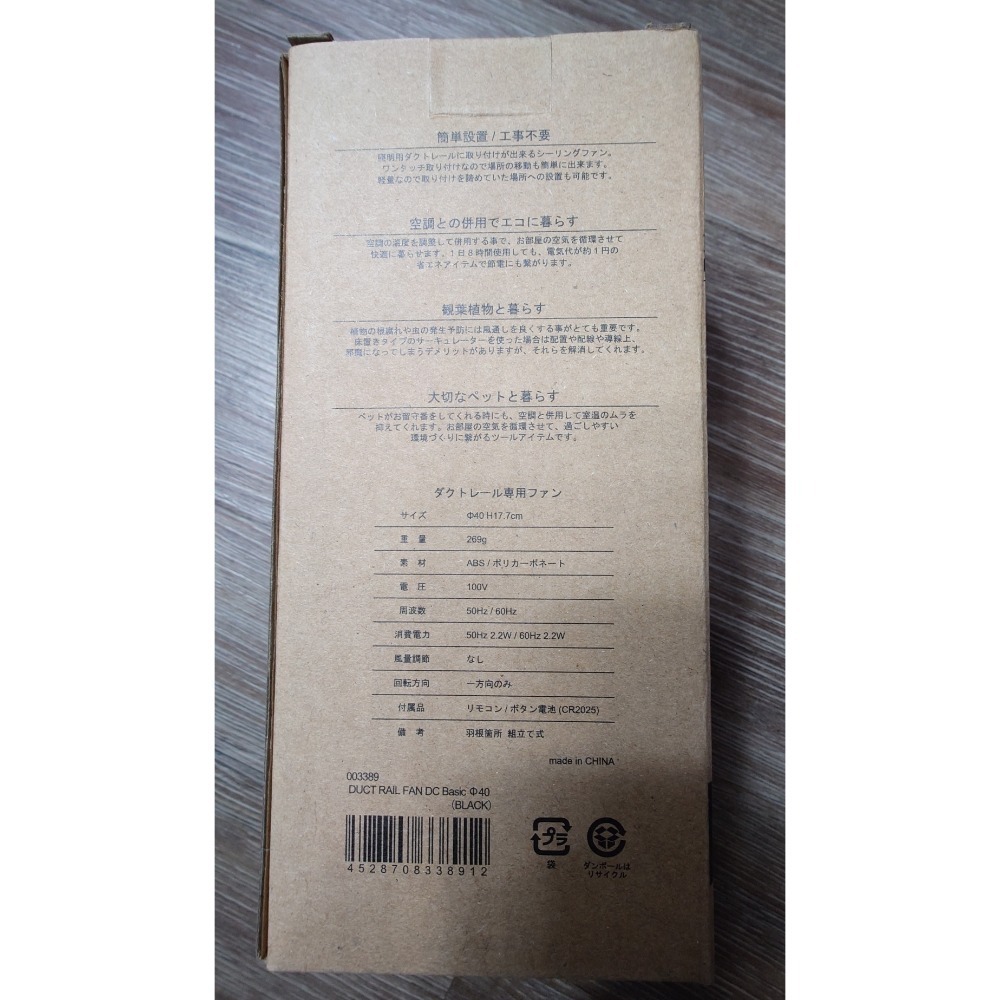 簡単設置 / 工事不要
照明用ダクトレールに取り付けが出来るシーリングファン。
ワンタッチ取り付けなので場所の移動も簡単に出来ます。
軽量なので取り付けを諦めていた場所への設置も可能です。
空調との併用でエコに暮らす
空調の温度を調整して併用する事で、お部屋の空気を循環させて
快適に暮らせます。1日8時間使用しても、電気代が約1円の
省エネアイテムで節電にも繋がります。
観葉植物と暮らす
植物の根腐れや虫の発生予防には風通しを良くする事がとても重要です。
床置きタイプのサーキュレーターを使った場合は配置や配線や導線上、
邪魔になってしまうデメリットがありますが、それらを解消してくれます。
大切なペットと暮らす
ペットがお留守番をしてくれる時にも、空調と併用して室温のムラを
抑えてくれます。お部屋の空気を循環させて、過ごしやすい
環境づくりに繋がるツールアイテムです。
ダクトレール専用ファン
サイズ Φ40 H17.7cm
重量 269g
素材 ABS / ポリカーボネート
電圧 100V
周波数 50Hz / 60Hz
消費電力 50Hz 2.2W / 60Hz 2.2W
風量調節 なし
回転方向 一方向のみ
付属品 リモコン / ボタン電池 (CR2025)
備考 羽根箇所 組立て式
made in CHINA
003389
DUCT RAIL FAN DC Basic Φ40
(BLACK)
4528708338912
プラ
袋
ダンボールは
リサイクル